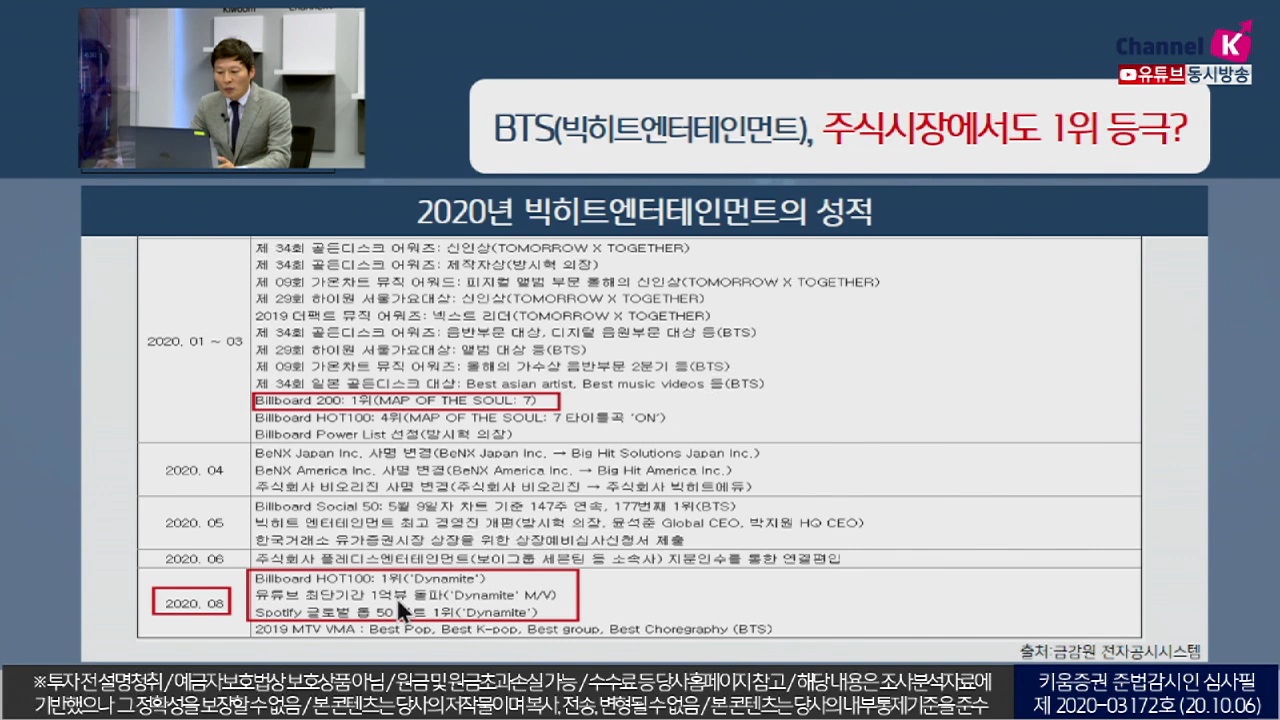 Kiwoom
Channel K
유튜브동시방송
BTS(빅히트엔터테인먼트), 주식시장에서도 1위 등극?
2020년 빅히트엔터테인먼트의 성적
2020. 01 ~ 03
제 34회 골든디스크 어워즈: 신인상(TOMORROW X TOGETHER)
제 34회 골든디스크 어워즈: 제작자상(방시혁 의장)
제 09회 가온차트 뮤직 어워드: 피지컬 앨범 부문 올해의 신인상(TOMORROW X TOGETHER)
제 29회 하이원 서울가요대상: 신인상(TOMORROW X TOGETHER)
2019 더팩트 뮤직 어워즈: 넥스트 리더(TOMORROW X TOGETHER)
제 34회 골든디스크 어워즈: 음반부문 대상, 디지털 음원부문 대상 등(BTS)
제 29회 하이원 서울가요대상: 앨범 대상 등(BTS)
제 09회 가온차트 뮤직 어워즈: 올해의 가수상 음반부문 2분기 등(BTS)
제 34회 일본 골든디스크 대상: Best asian artist, Best music videos 등(BTS)
Billboard 200: 1위(MAP OF THE SOUL: 7)
Billboard HOT100: 4위(MAP OF THE SOUL: 7 타이틀곡 'ON')
Billboard Power List 선정(방시혁 의장)
2020. 04
BeNX Japan Inc. 사명 변경(BeNX Japan Inc. → Big Hit Solutions Japan Inc.)
BeNX America Inc. 사명 변경(BeNX America Inc. → Big Hit America Inc.)
주식회사 비오리진 사명 변경(주식회사 비오리진 → 주식회사 빅히트에듀)
2020. 05
Billboard Social 50: 5월 9일자 차트 기준 147주 연속, 177번째 1위(BTS)
빅히트 엔터테인먼트 최고 경영진 개편(방시혁 의장, 윤석준 Global CEO, 박지원 HQ CEO)
한국거래소 유가증권시장 상장을 위한 상장예비심사신청서 제출
2020. 06
주식회사 플레디스엔터테인먼트(보이그룹 세븐틴 등 소속사) 지분인수를 통한 연결편입
2020. 08
Billboard HOT100: 1위('Dynamite')
유튜브 최단기간 1억뷰 돌파('Dynamite' M/V)
Spotify 글로벌 톱 50 트 1위('Dynamite')
2019 MTV VMA : Best Pop, Best K-pop, Best group, Best Choregraphy (BTS)
출처:금감원 전자공시시스템
※투자 전 설명청취/예금자보호법상 보호상품 아님/원금 및 원금초과손실 가능/수수료 등 당사홈페이지 참고/해당 내용은 조사분석자료에
기반했으나 그 정확성을 보장할 수 없음/본 콘텐츠는 당사의 저작물이며 복사, 전송, 변형될 수 없음/본 콘텐츠는 당사의 내부통제기준을 준수
키움증권 준법감시인 심사필
제 2020-03172호 (20.10.06)